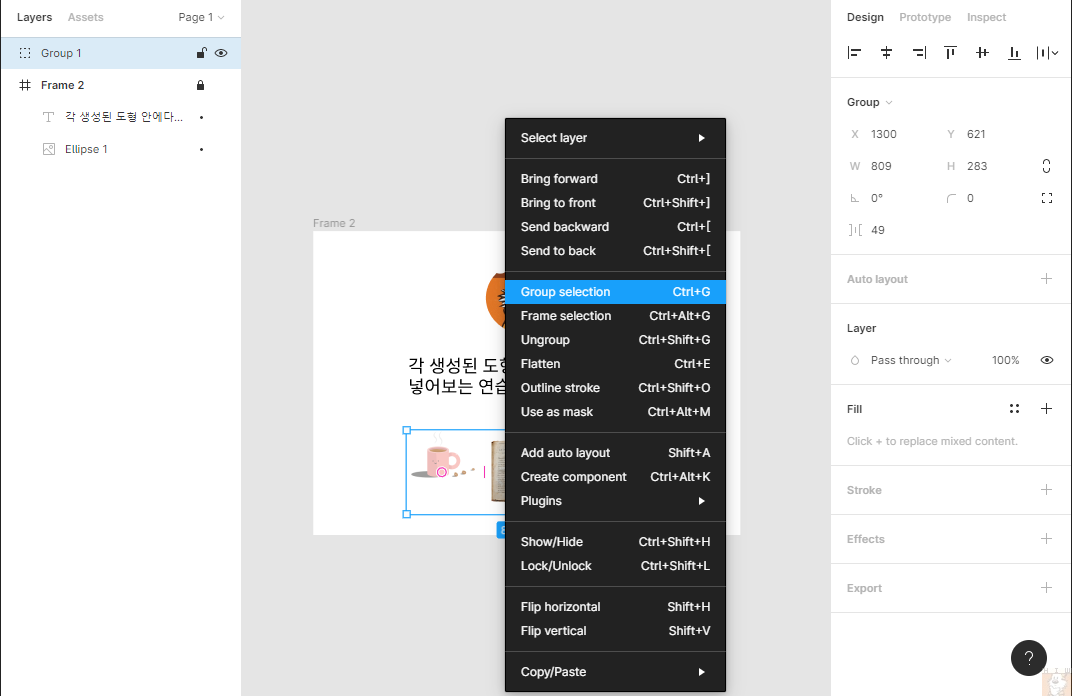 Layers Assets Page 1
Group 1
Frame 2
각 생성된 도형 안에다...
Ellipse 1
Frame 2
각 생성된 도
넣어보는 연습
Select layer
Bring forward Ctrl+]
Bring to front Ctrl+Shift+]
Send backward Ctrl+[
Send to back Ctrl+Shift+[
Group selection Ctrl+G
Frame selection Ctrl+Alt+G
Ungroup Ctrl+Shift+G
Flatten Ctrl+E
Outline stroke Ctrl+Shift+O
Use as mask Ctrl+Alt+M
Add auto layout Shift+A
Create component Ctrl+Alt+K
Plugins
Show/Hide Ctrl+Shift+H
Lock/Unlock Ctrl+Shift+L
Flip horizontal Shift+H
Flip vertical Shift+V
Copy/Paste
Design Prototype Inspect
Group
X 1300 Y 621
W 809 H 283
0° 0
49
Auto layout
Layer
Pass through 100%
Fill
Click + to replace mixed content.
Stroke
Effects
Export
?